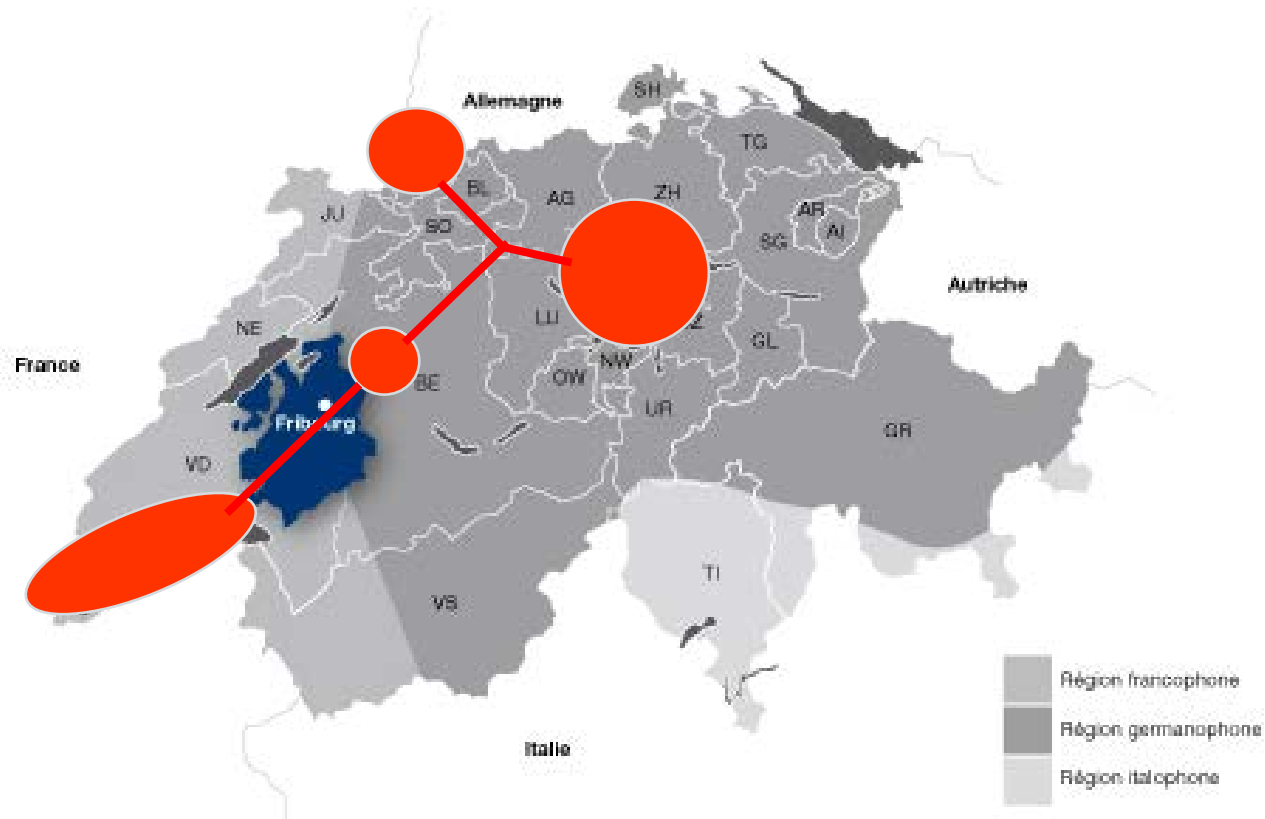 SH
Allemagne
TG
BL
AG
ZH
JU
SO
AR
AI
SG
Autriche
NE
LU
Z
GL
France
BE
NW
OW
UR
Fribourg
GR
VD
TI
VS
Région francophone
Région germanophone
Région italophone
Italie